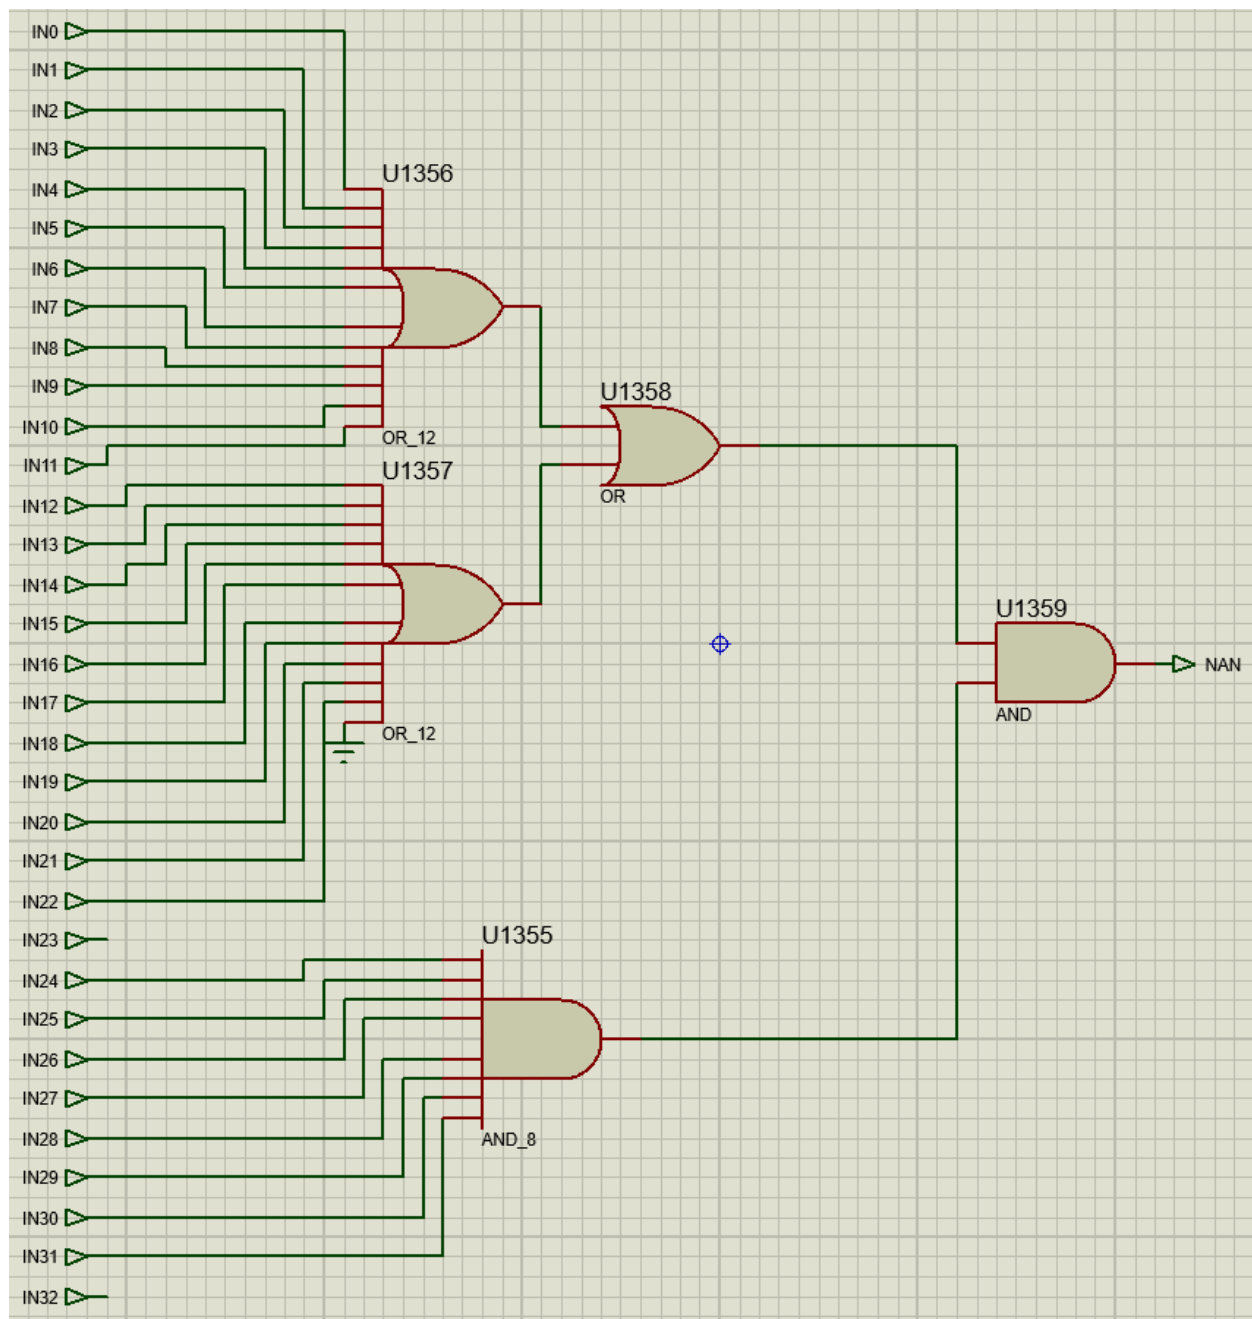 IN0
IN1
IN2
IN3
U1356
IN4
IN5
IN6
IN7
IN8
IN9
U1358
IN10
OR_12
IN11
U1357
OR
IN12
IN13
IN14
U1359
IN15
IN16
NAN
IN17
AND
OR_12
IN18
IN19
IN20
IN21
IN22
U1355
IN23
IN24
IN25
IN26
IN27
IN28
AND_8
IN29
IN30
IN31
IN32